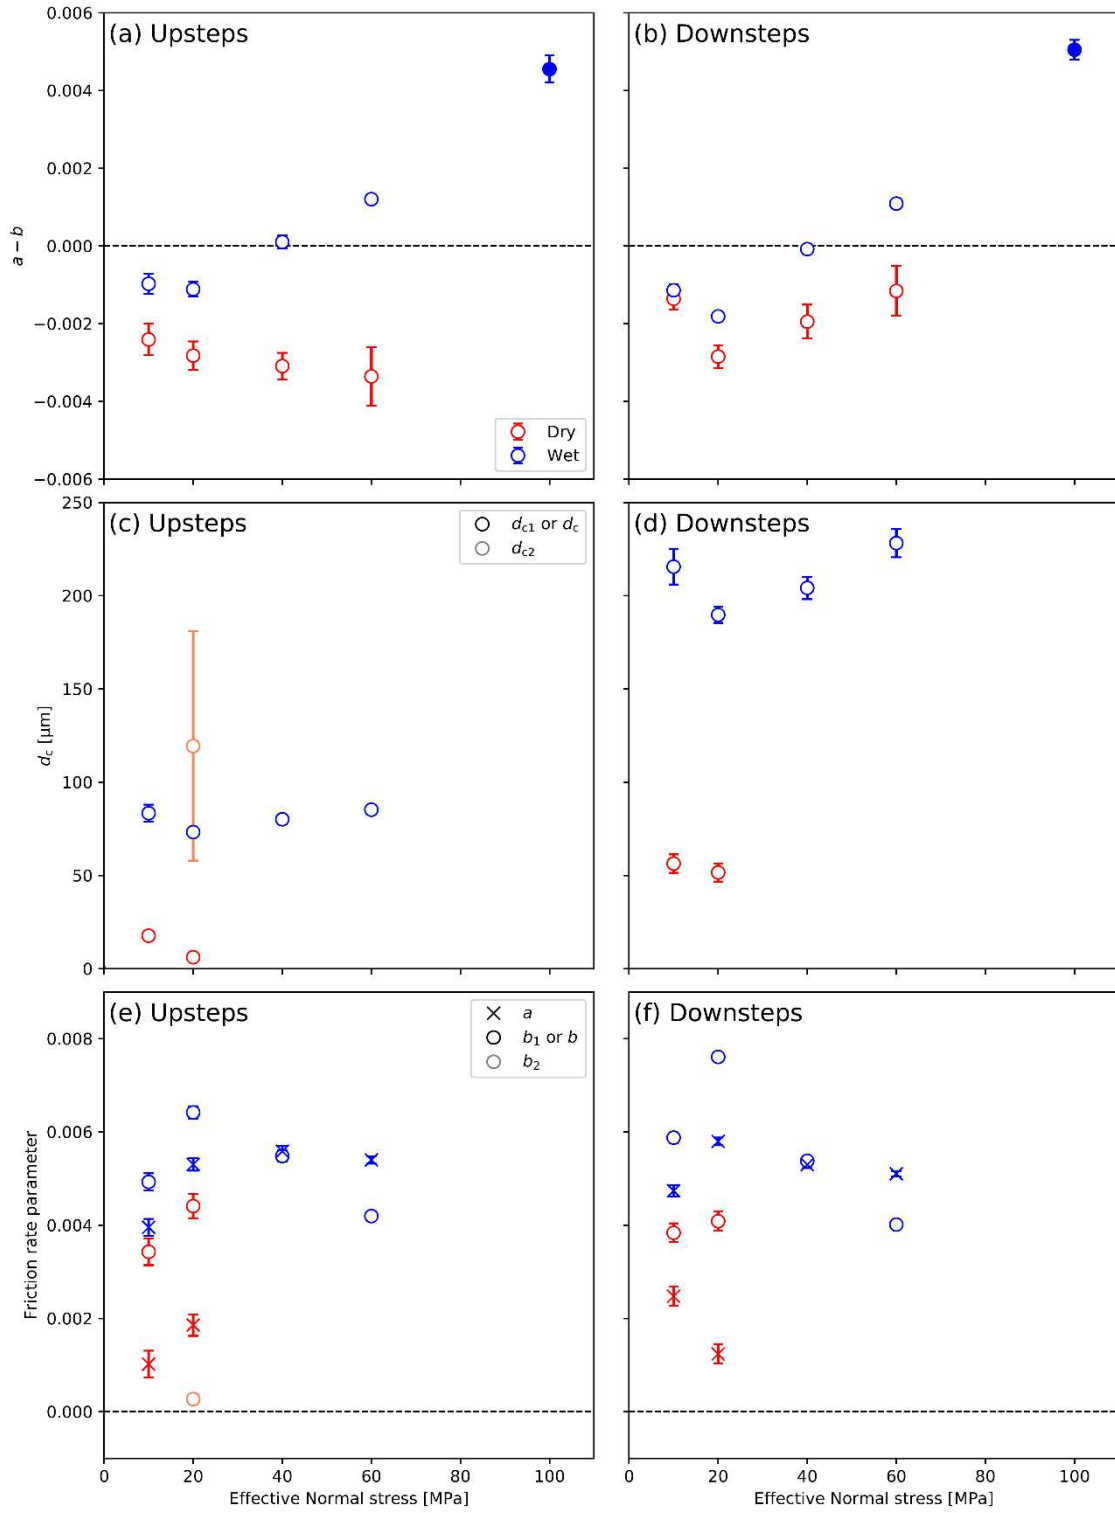 (a) Upsteps
(b) Downsteps
0.006
0.004
0.002
0.000
−0.002
−0.004
−0.006
a − b
Dry
Wet
(c) Upsteps
(d) Downsteps
250
200
150
100
50
0
dc [µm]
dc1 or dc
dc2
(e) Upsteps
(f) Downsteps
0.008
0.006
0.004
0.002
0.000
Friction rate parameter
a
b1 or b
b2
0 20 40 60 80 100
0 20 40 60 80 100
Effective Normal stress [MPa]
Effective Normal stress [MPa]